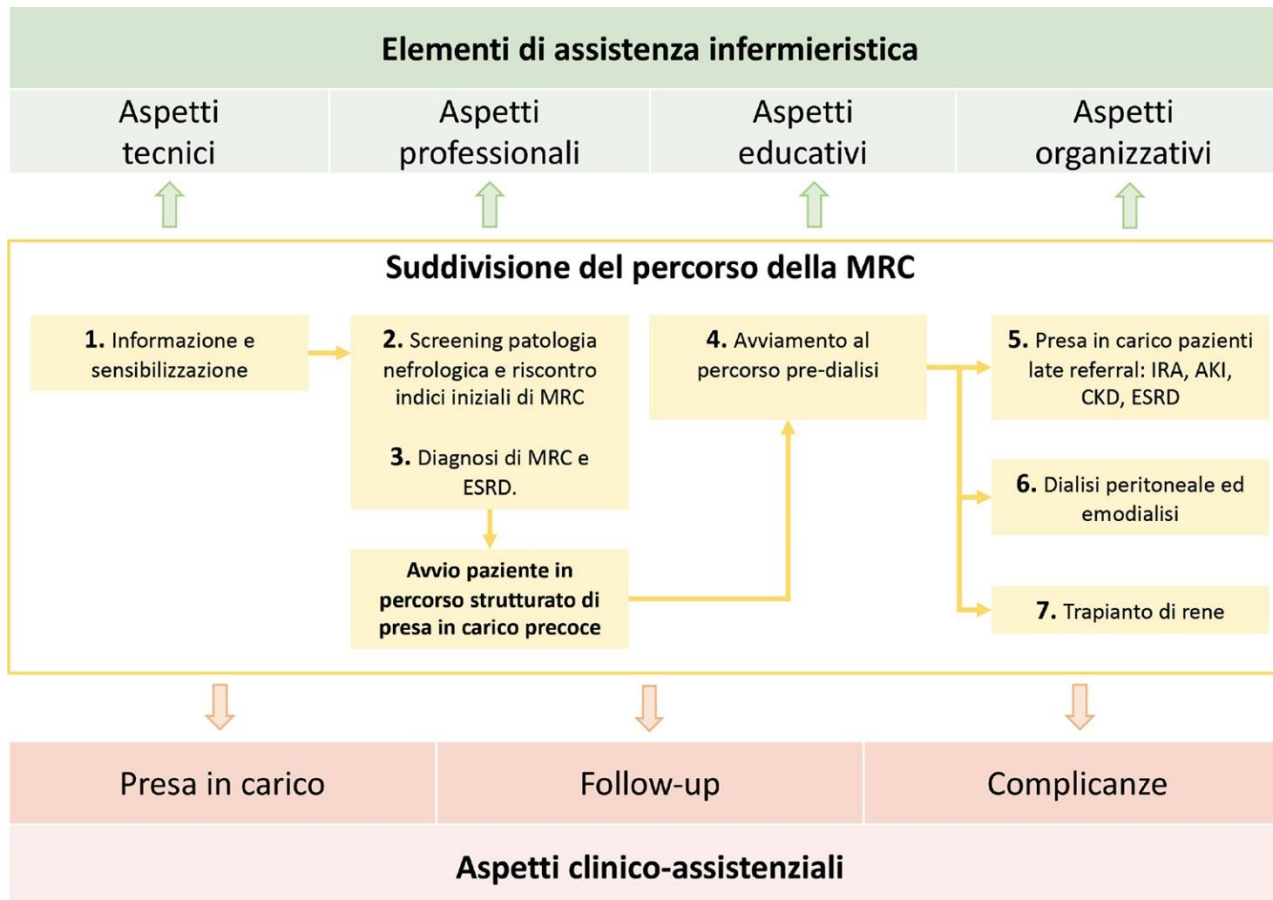 Elementi di assistenza infermieristica
Aspetti
tecnici
Aspetti
professionali
Aspetti
educativi
Aspetti
organizzativi
Suddivisione del percorso della MRC
1. Informazione e
sensibilizzazione
2. Screening patologia
nefrologica e riscontro
indici iniziali di MRC
3. Diagnosi di MRC e
ESRD.
Avvio paziente in
percorso strutturato di
presa in carico precoce
4. Avviamento al
percorso pre-dialisi
5. Presa in carico pazienti
late referral: IRA, AKI,
CKD, ESRD
6. Dialisi peritoneale ed
emodialisi
7. Trapianto di rene
Presa in carico
Follow-up
Complicanze
Aspetti clinico-assistenziali